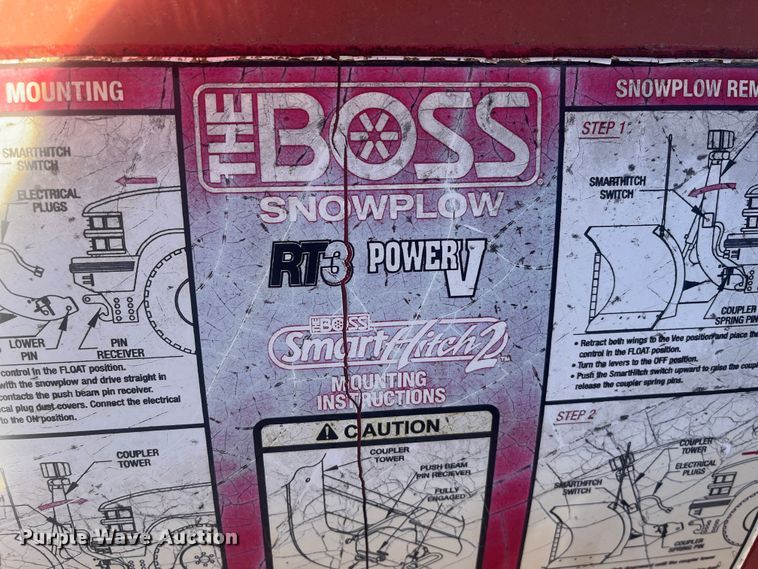 MOUNTING
SMARTHITCH
SWITCH
ELECTRICAL
PLUGS
LOWER
PIN
PIN
RECEIVER
control in the FLOAT position.
with the snowplow and drive straight in
contacts the push beam pin receiver.
cal plug dust covers. Connect the electrical
to the ON position.
COUPLER
TOWER
THE BOSS
SNOWPLOW
RT3 POWER V
THE BOSS
SmartHitch2
MOUNTING
INSTRUCTIONS
CAUTION
COUPLER
TOWER
PUSH BEAM
PIN RECIEVER
FULLY
ENGAGED
SNOWPLOW REM
STEP 1
SMARTHITCH
SWITCH
COUPLER
SPRING PIN
• Retract both wings to the Vee position and place the
control in the FLOAT position.
• Turn the levers to the OFF position.
• Push the SmartHitch switch upward to raise the coup
release the coupler spring pins.
STEP 2
COUPLER
TOWER
SMARTHITCH
SWITCH
ELECTRICAL
PLUGS
COUPLER
SPRING PIN
Purple Wave Auction